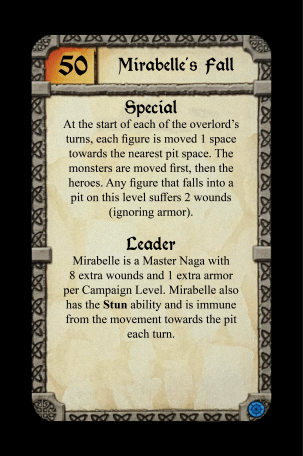 50
Mirabelle's Fall
Special
At the start of each of the overlord's
turns, each figure is moved 1 space
towards the nearest pit space. The
monsters are moved first, then the
heroes. Any figure that falls into a
pit on this level suffers 2 wounds
(ignoring armor).
Leader
Mirabelle is a Master Naga with
8 extra wounds and 1 extra armor
per Campaign Level. Mirabelle also
has the Stun ability and is immune
from the movement towards the pit
each turn.